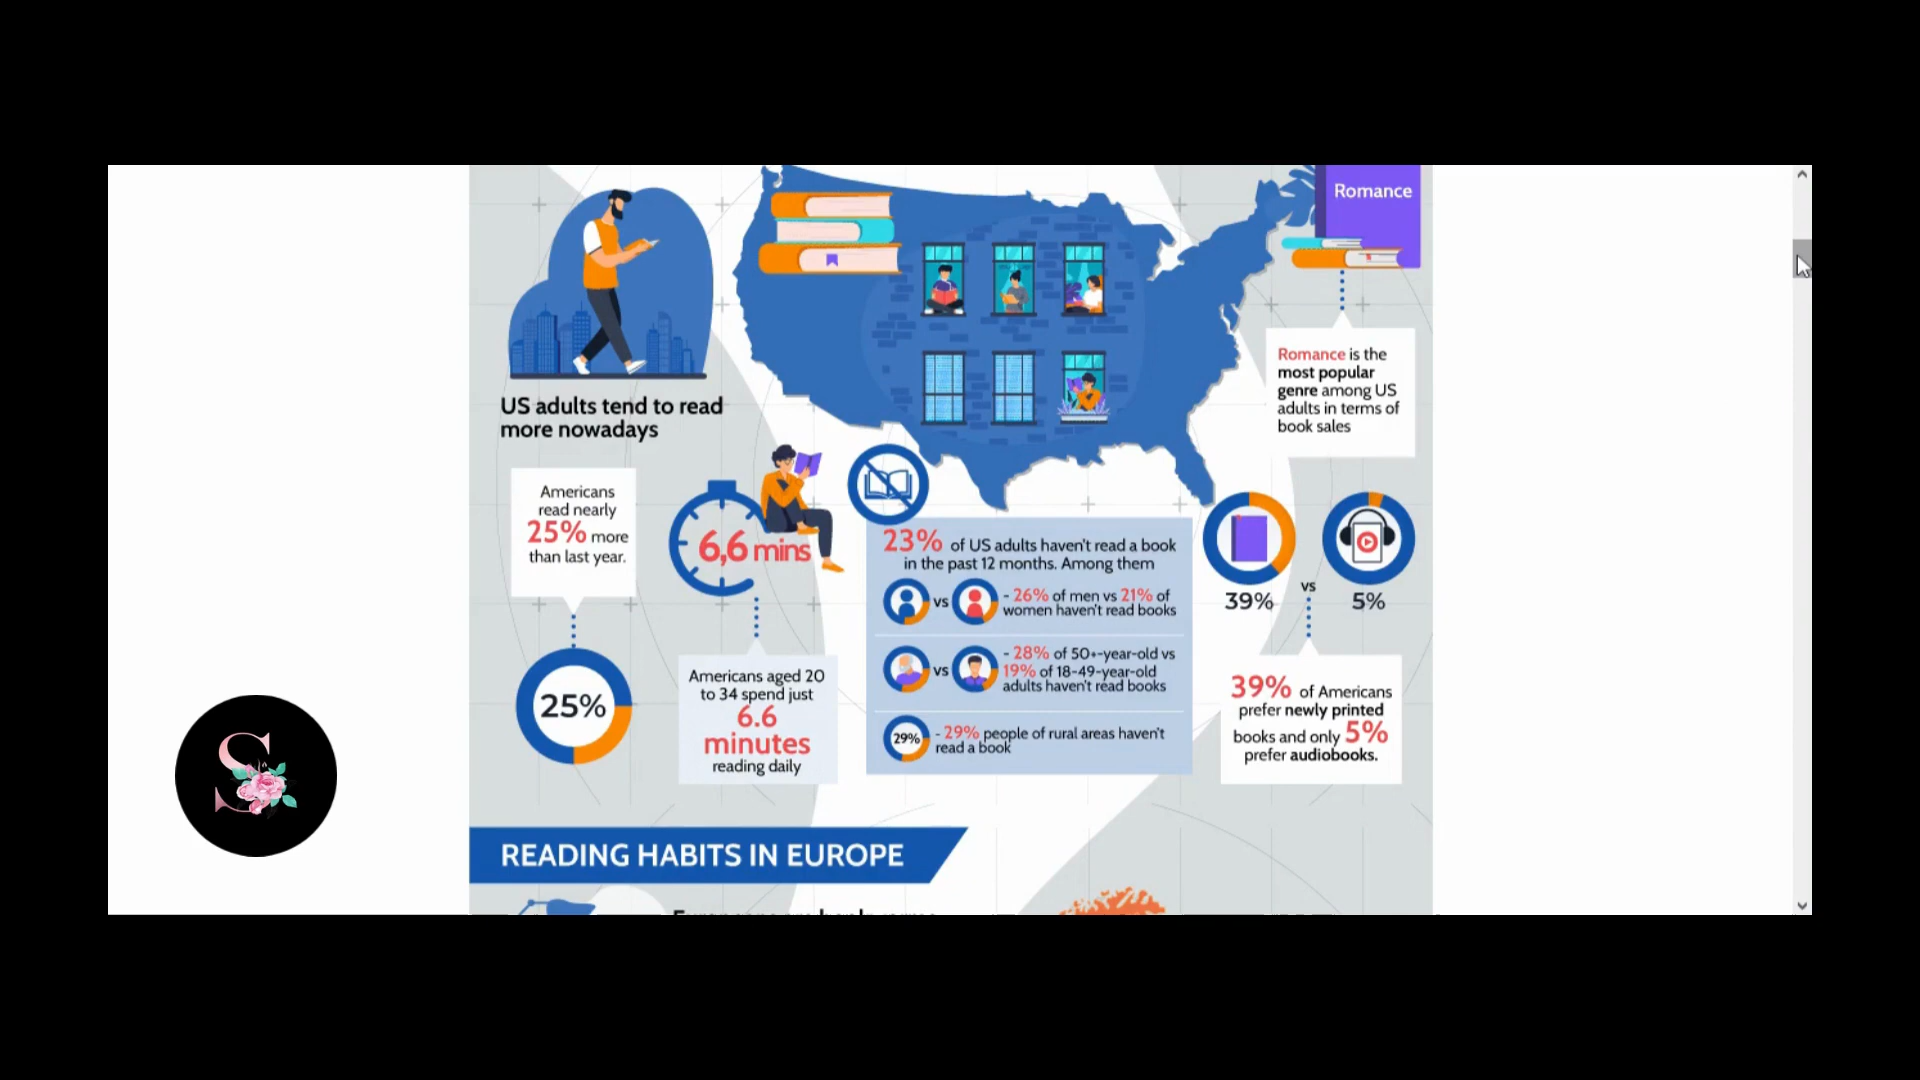 Romance
Romance is the
most popular
genre among US
adults in terms of
book sales
US adults tend to read
more nowadays
Americans
read nearly
25% more
than last year.
25%
6,6 mins
Americans aged 20
to 34 spend just
6.6
minutes
reading daily
23% of US adults haven't read a book
in the past 12 months. Among them
vs
- 26% of men vs 21% of
women haven't read books
vs
- 28% of 50+-year-old vs
19% of 18-49-year-old
adults haven't read books
29%
- 29% people of rural areas haven't
read a book
39%
vs
5%
39% of Americans
prefer newly printed
books and only 5%
prefer audiobooks.
S
READING HABITS IN EUROPE